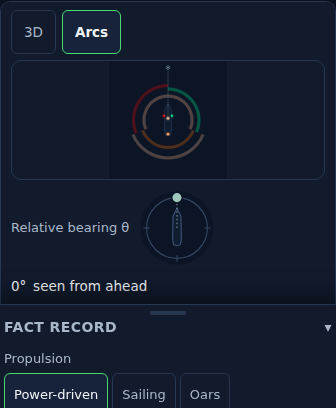 3D Arcs
Relative bearing θ
0° seen from ahead
FACT RECORD ▼
Propulsion
Power-driven Sailing Oars